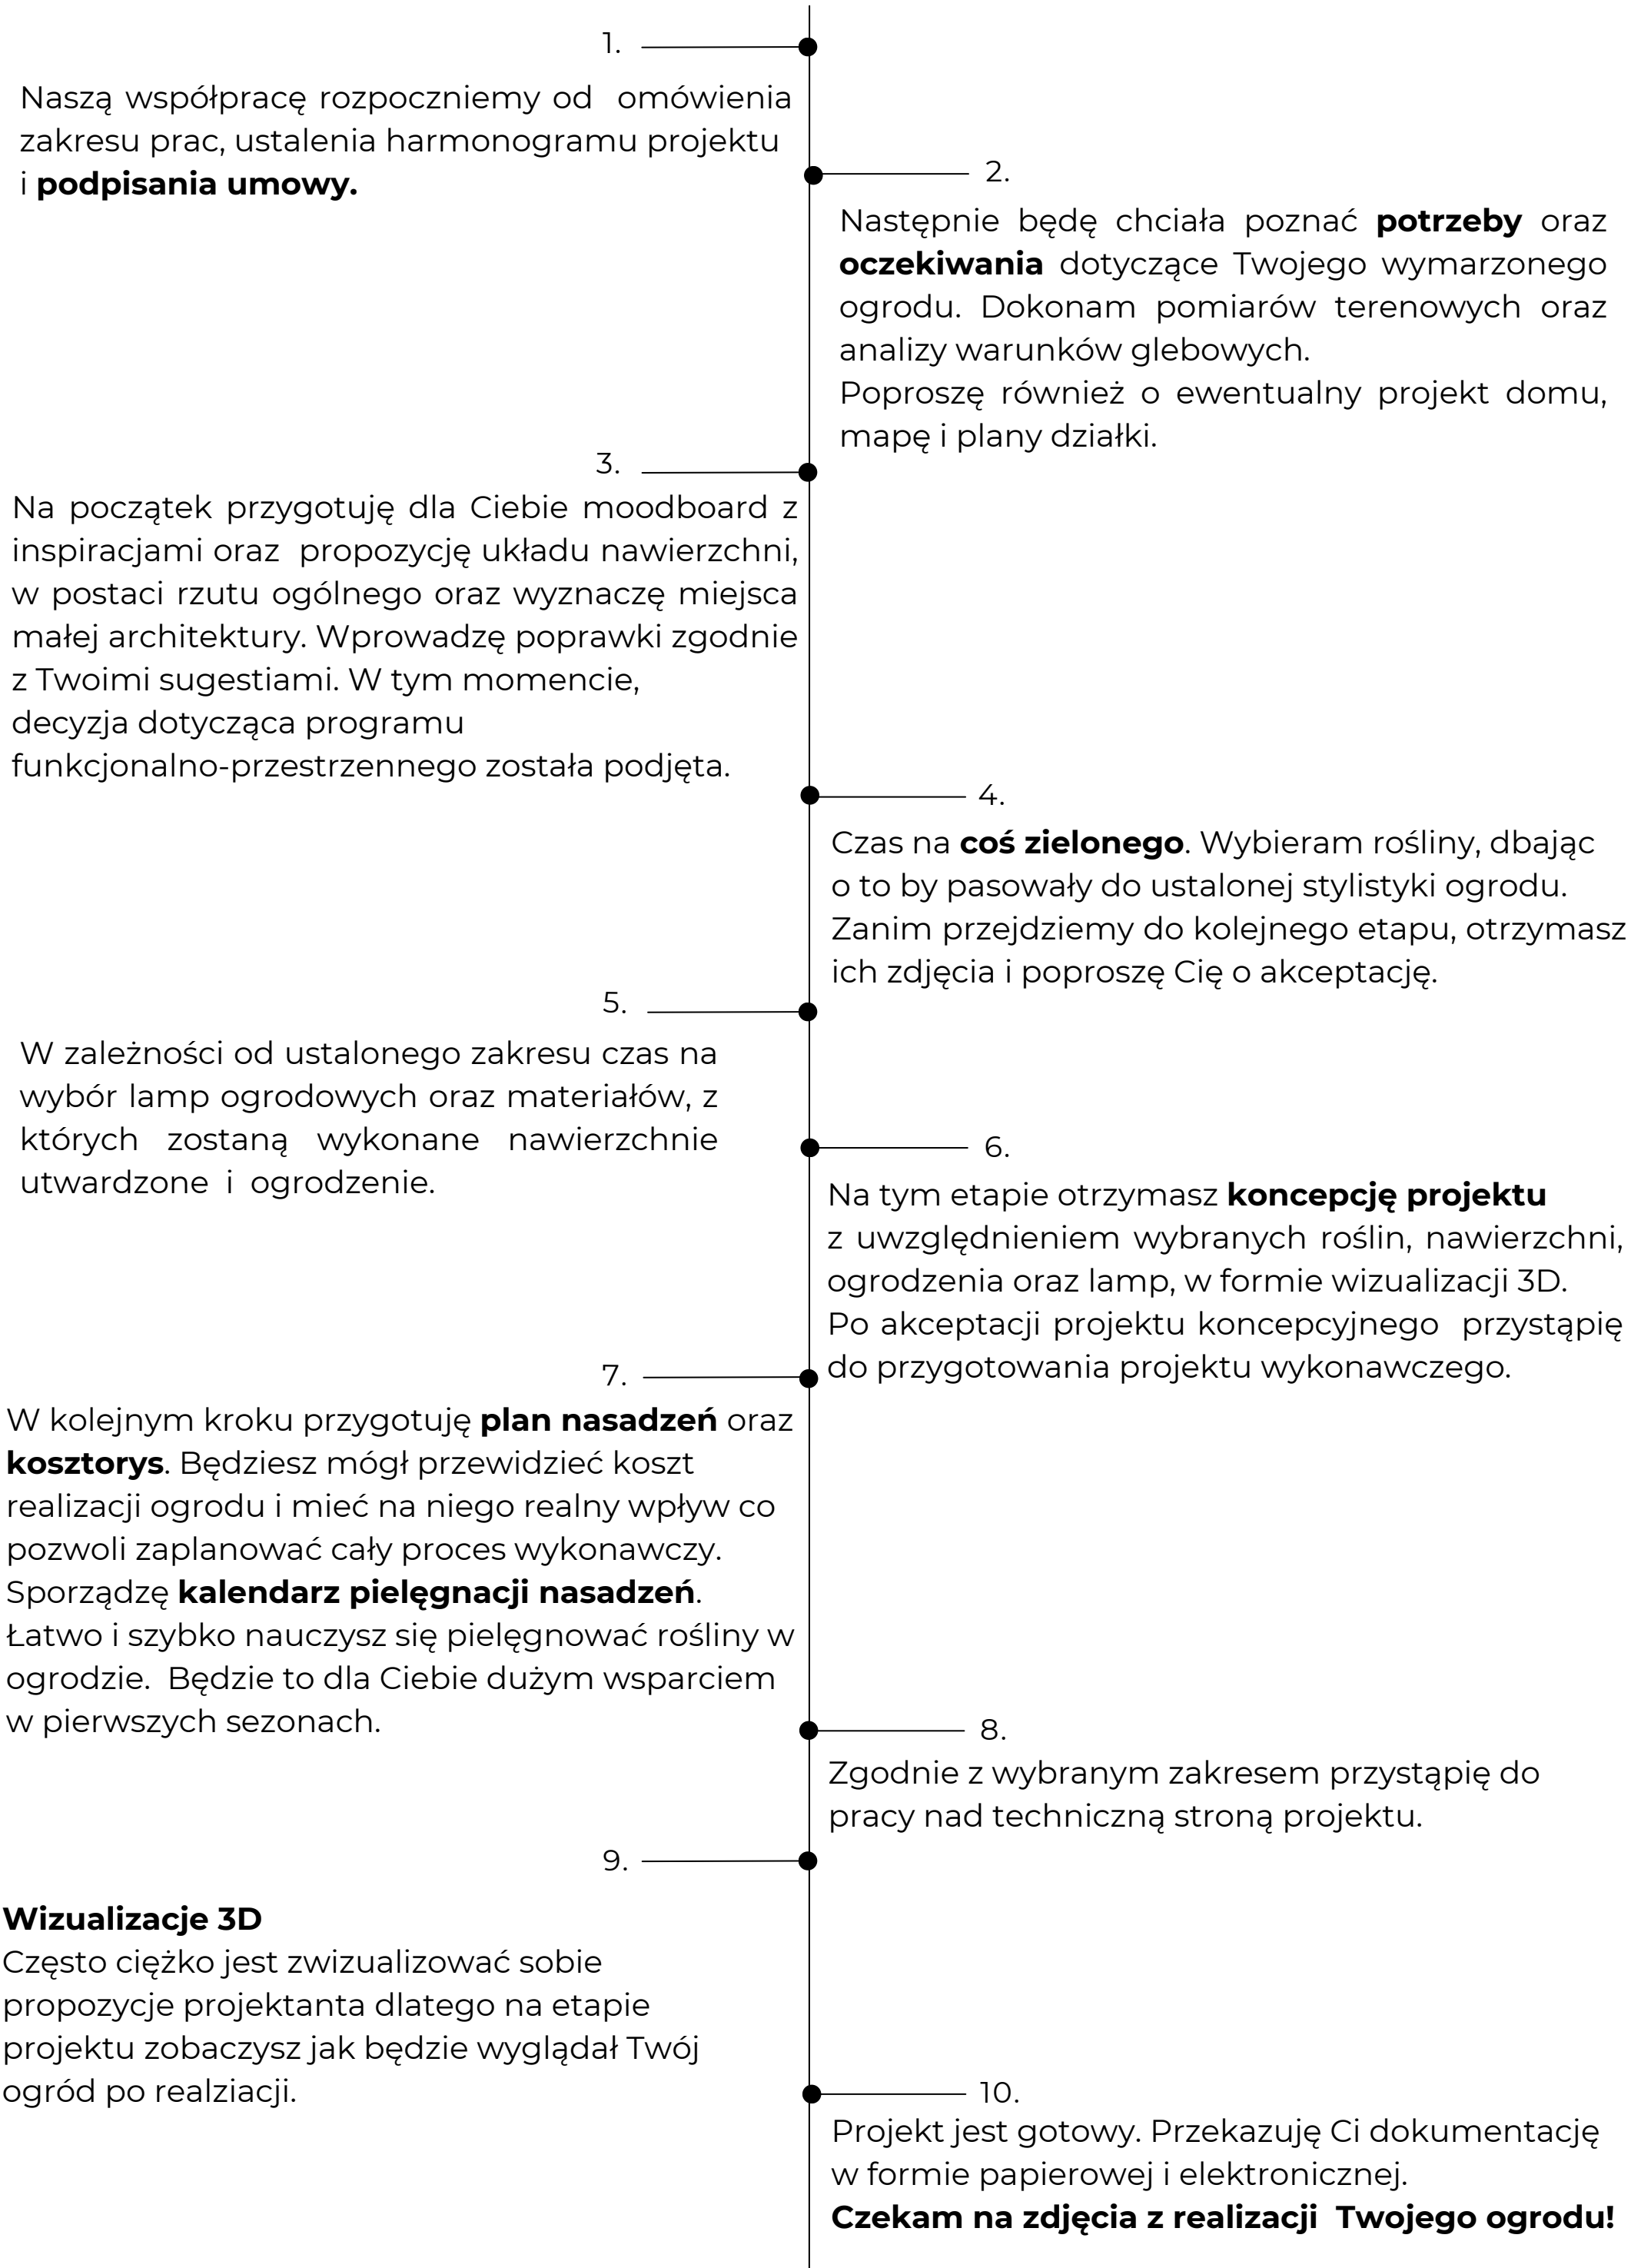 1.
Naszą współpracę rozpoczniemy od omówienia
zakresu prac, ustalenia harmonogramu projektu
i podpisania umowy.
2.
Następnie będę chciała poznać potrzeby oraz
oczekiwania dotyczące Twojego wymarzonego
ogrodu. Dokonam pomiarów terenowych oraz
analizy warunków glebowych.
Poproszę również o ewentualny projekt domu,
mapę i plany działki.
3.
Na początek przygotuję dla Ciebie moodboard z
inspiracjami oraz propozycję układu nawierzchni,
w postaci rzutu ogólnego oraz wyznaczę miejsca
małej architektury. Wprowadzę poprawki zgodnie
z Twoimi sugestiami. W tym momencie,
decyzja dotycząca programu
funkcjonalno-przestrzennego została podjęta.
4.
Czas na coś zielonego. Wybieram rośliny, dbając
o to by pasowały do ustalonej stylistyki ogrodu.
Zanim przejdziemy do kolejnego etapu, otrzymasz
ich zdjęcia i poproszę Cię o akceptację.
5.
W zależności od ustalonego zakresu czas na
wybór lamp ogrodowych oraz materiałów, z
których zostaną wykonane nawierzchnie
utwardzone i ogrodzenie.
6.
Na tym etapie otrzymasz koncepcję projektu
z uwzględnieniem wybranych roślin, nawierzchni,
ogrodzenia oraz lamp, w formie wizualizacji 3D.
Po akceptacji projektu koncepcyjnego przystąpię
do przygotowania projektu wykonawczego.
7.
W kolejnym kroku przygotuję plan nasadzeń oraz
kosztorys. Będziesz mógł przewidzieć koszt
realizacji ogrodu i mieć na niego realny wpływ co
pozwoli zaplanować cały proces wykonawczy.
Sporządzę kalendarz pielęgnacji nasadzeń.
Łatwo i szybko nauczysz się pielęgnować rośliny w
ogrodzie. Będzie to dla Ciebie dużym wsparciem
w pierwszych sezonach.
8.
Zgodnie z wybranym zakresem przystąpię do
pracy nad techniczną stroną projektu.
9.
Wizualizacje 3D
Często ciężko jest zwizualizować sobie
propozycje projektanta dlatego na etapie
projektu zobaczysz jak będzie wyglądał Twój
ogród po realziacji.
10.
Projekt jest gotowy. Przekazuję Ci dokumentację
w formie papierowej i elektronicznej.
Czekam na zdjęcia z realizacji Twojego ogrodu!